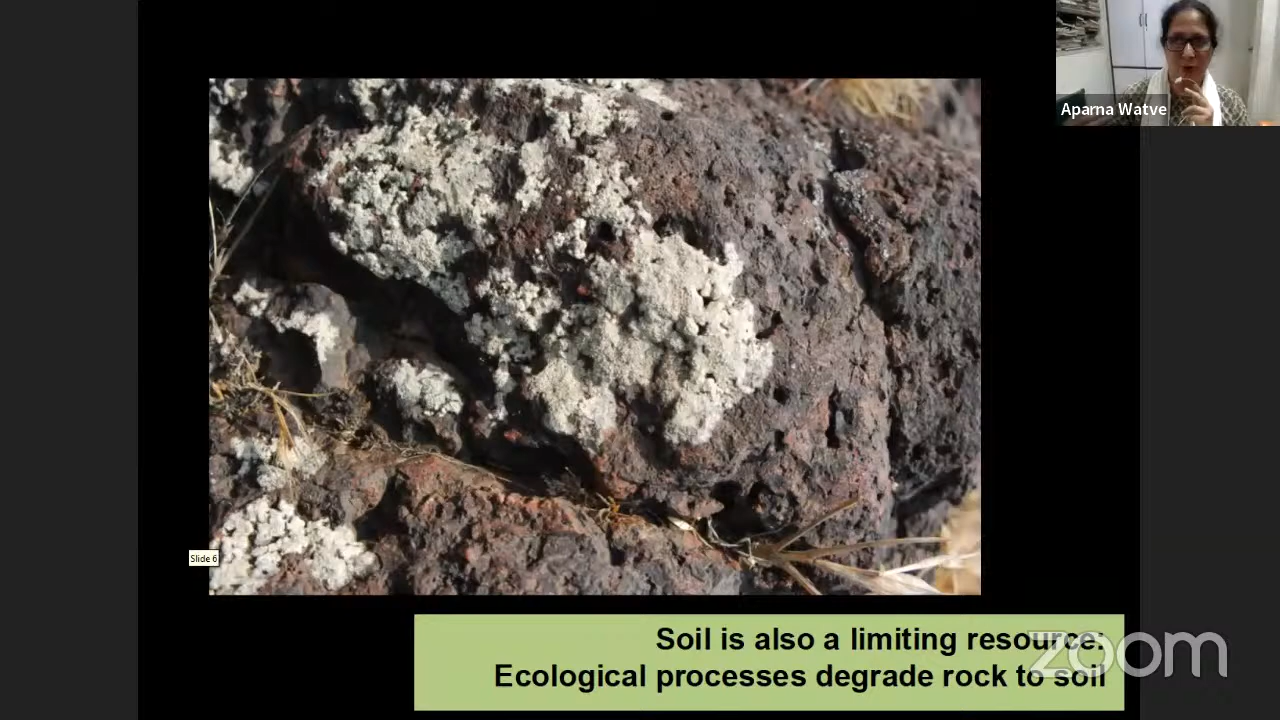 Aparna Watve
Slide 6
Soil is also a limiting resource:
Ecological processes degrade rock to soil
zoom